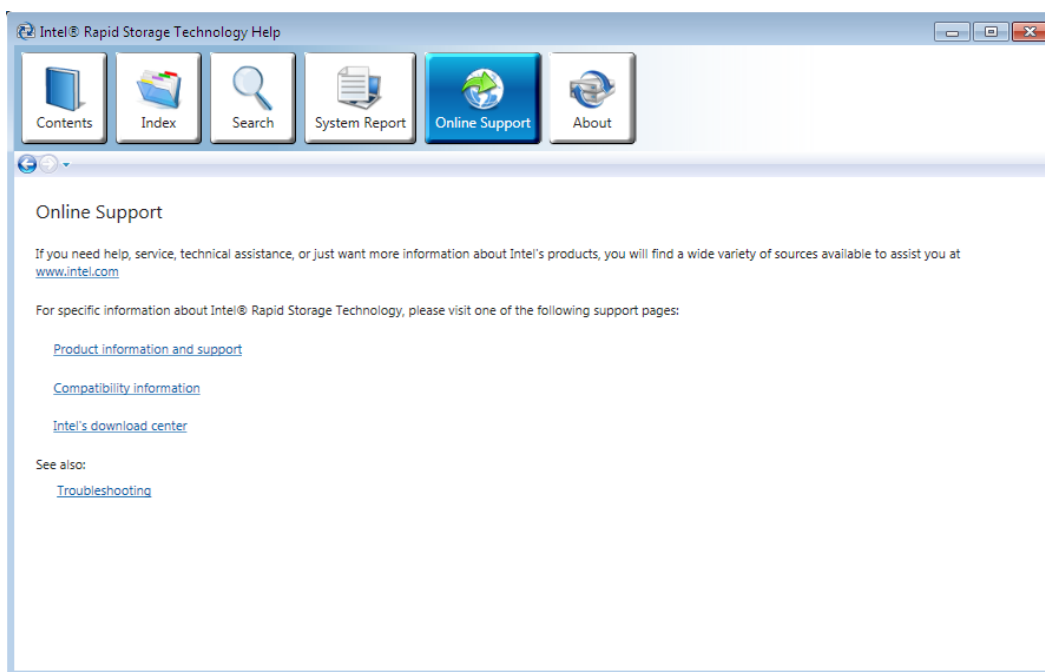 Intel® Rapid Storage Technology Help
Contents
Index
Search
System Report
Online Support
About
Online Support
If you need help, service, technical assistance, or just want more information about Intel's products, you will find a wide variety of sources available to assist you at
www.intel.com
For specific information about Intel® Rapid Storage Technology, please visit one of the following support pages:
Product information and support
Compatibility information
Intel's download center
See also:
Troubleshooting